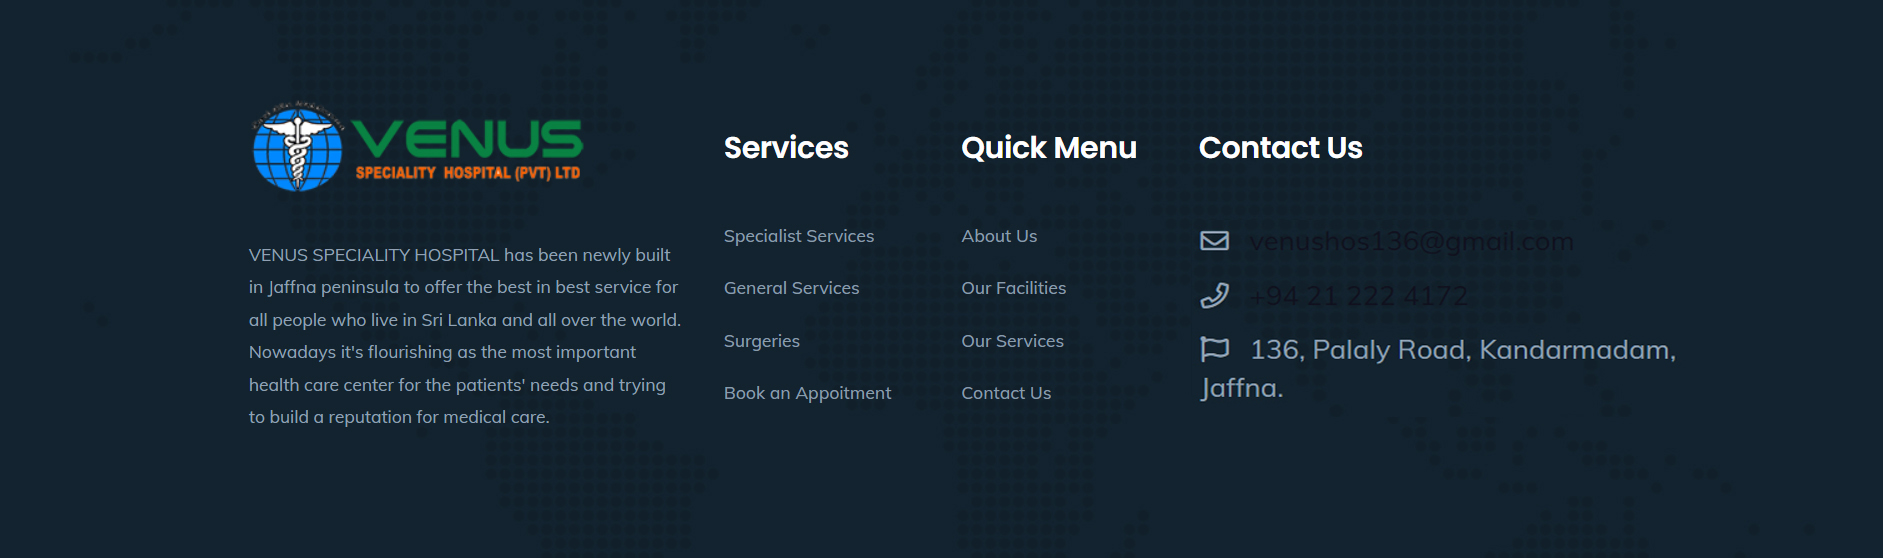 VENUS
SPECIALITY HOSPITAL (PVT) LTD
VENUS SPECIALITY HOSPITAL has been newly built
in Jaffna peninsula to offer the best in best service for
all people who live in Sri Lanka and all over the world.
Nowadays it's flourishing as the most important
health care center for the patients' needs and trying
to build a reputation for medical care.
Services
Specialist Services
General Services
Surgeries
Book an Appoitment
Quick Menu
About Us
Our Facilities
Our Services
Contact Us
Contact Us
venushos136@gmail.com
+94 21 222 4172
136, Palaly Road, Kandarmadam,
Jaffna.